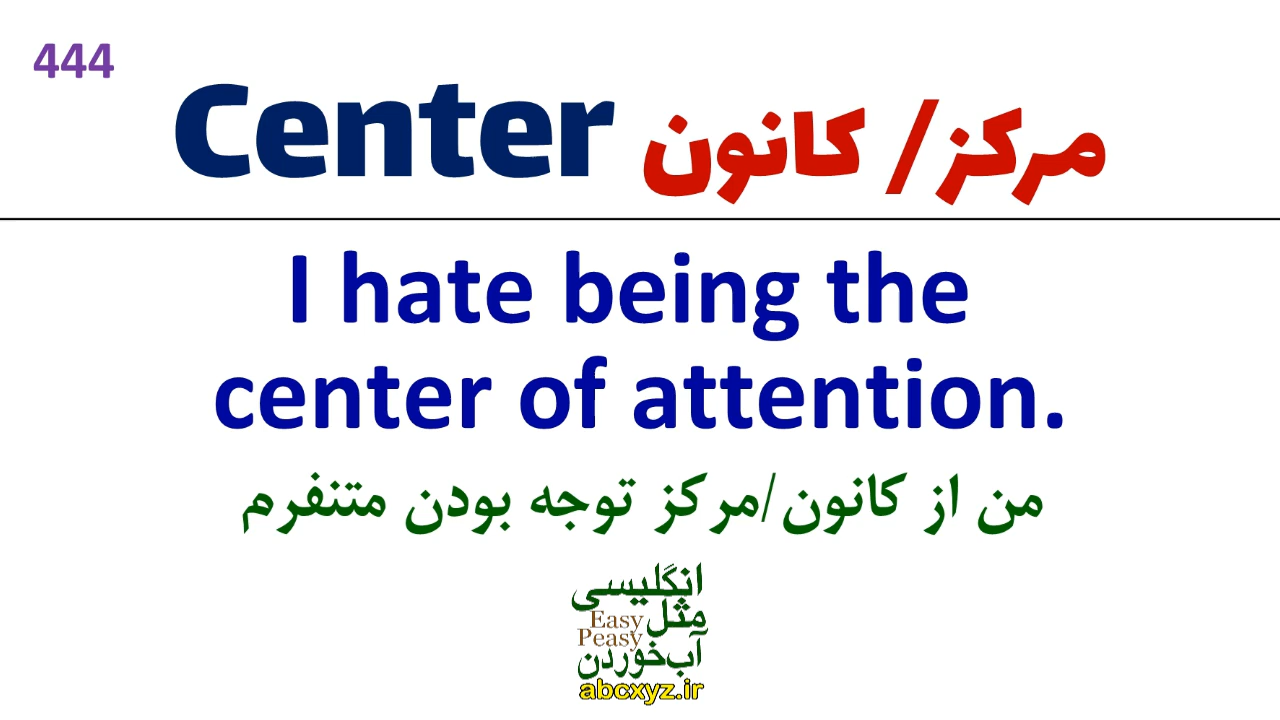 444
Center مرکز/ کانون
I hate being the
center of attention.
من از کانون/مرکز توجه بودن متنفرم
انگلیسی
مثل
Easy
Peasy
آب‌خوردن
abcxyz.ir